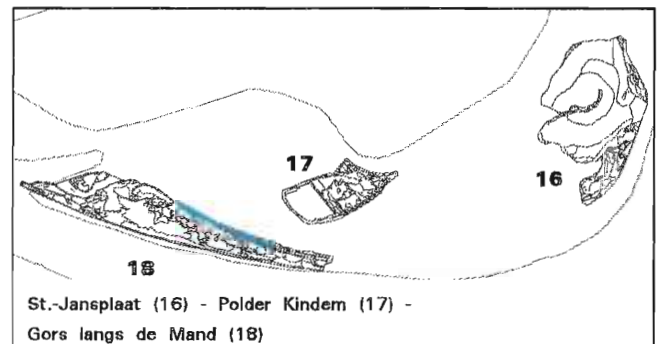 17
16
18
St.-Jansplaat (16) - Polder Kindem (17) -
Gors langs de Mand (18)